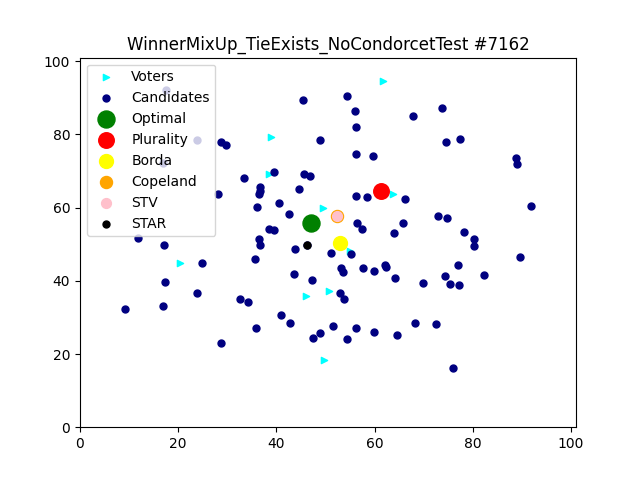 WinnerMixUp_TieExists_NoCondorcetTest #7162
100
80
60
40
20
0
Voters
Candidates
Optimal
Plurality
Borda
Copeland
STV
STAR
0 20 40 60 80 100